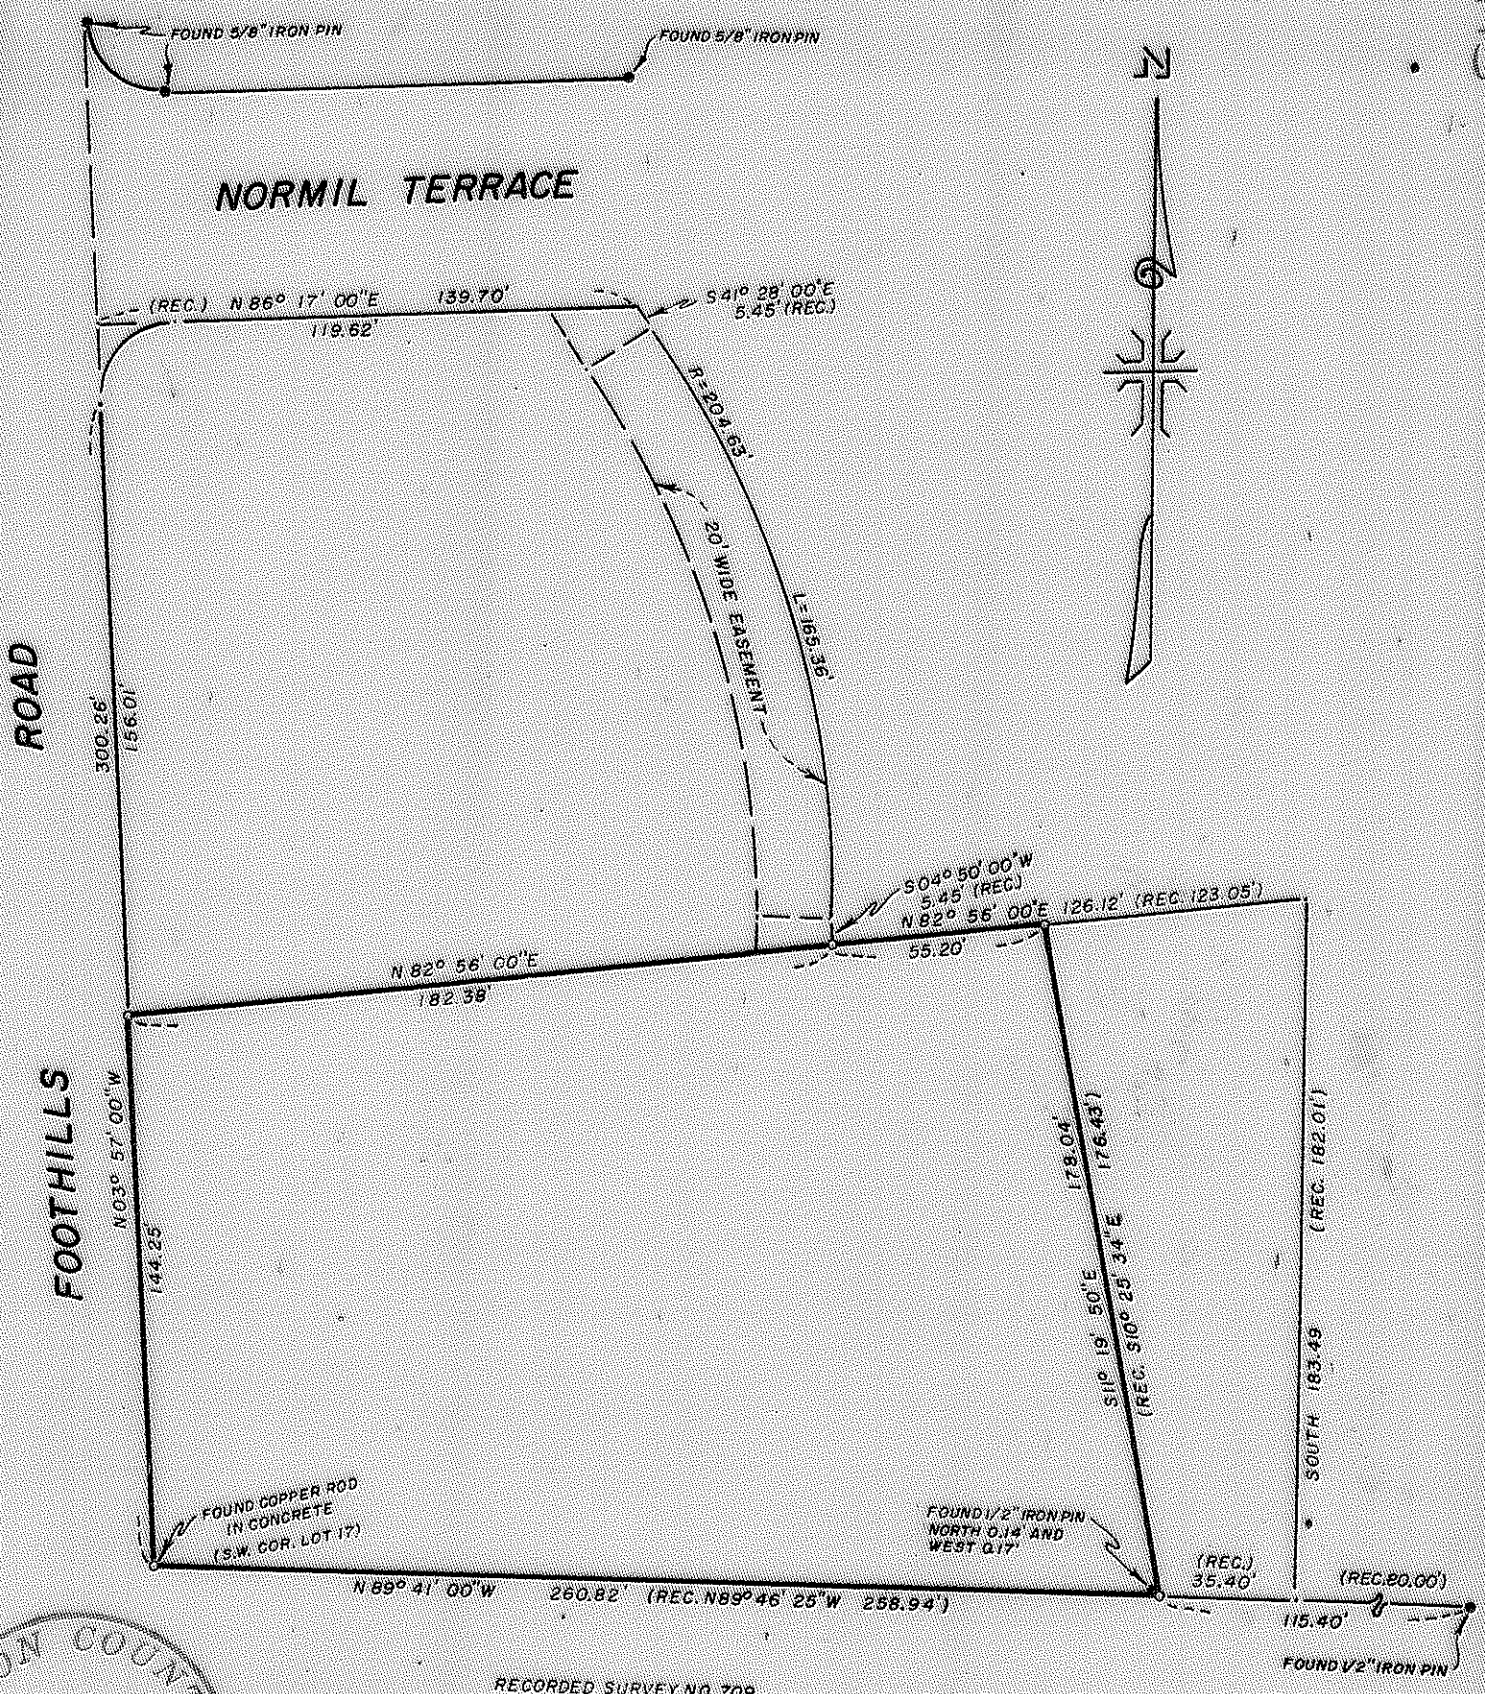 FOUND 5/8" IRON PIN
FOUND 5/8" IRON PIN
N
NORMIL TERRACE
(REC.) N 86° 17' 00"E 139.70'
119.62'
S 41° 28' 00"E
5.45' (REC.)
R=204.63'
L=165.36'
20' WIDE EASEMENT
ROAD
300.26'
156.01'
S 04° 50' 00"W
5.45' (REC.)
N 82° 56' 00"E 126.12' (REC. 123.05')
55.20'
N 82° 56' 00"E
182.38'
FOOTHILLS
N 03° 57' 00"W
144.25'
178.04'
176.43')
S 11° 19' 50"E
(REC. S10° 25' 34"E
(REC. 182.01')
SOUTH 183.49
FOUND COPPER ROD
IN CONCRETE
(S.W. COR. LOT 17)
FOUND 1/2" IRON PIN
NORTH 0.14' AND
WEST 0.17'
(REC.)
35.40'
(REC. 80.00')
N 89° 41' 00"W 260.82' (REC. N89° 46' 25"W 258.94')
115.40'
FOUND 1/2" IRON PIN
ON COUN
RECORDED SURVEY NO. 709